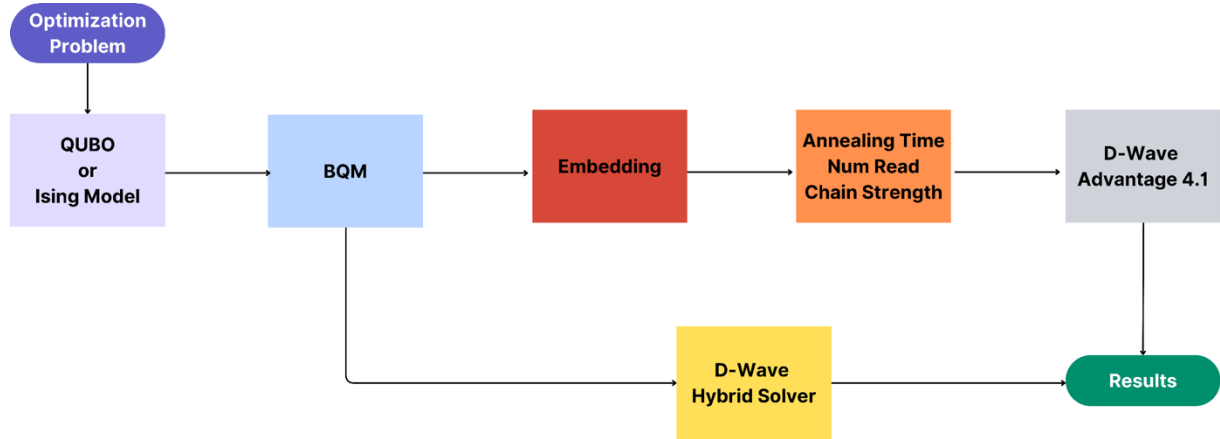 Optimization
Problem
QUBO
or
Ising Model
BQM
Embedding
Annealing Time
Num Read
Chain Strength
D-Wave
Advantage 4.1
D-Wave
Hybrid Solver
Results